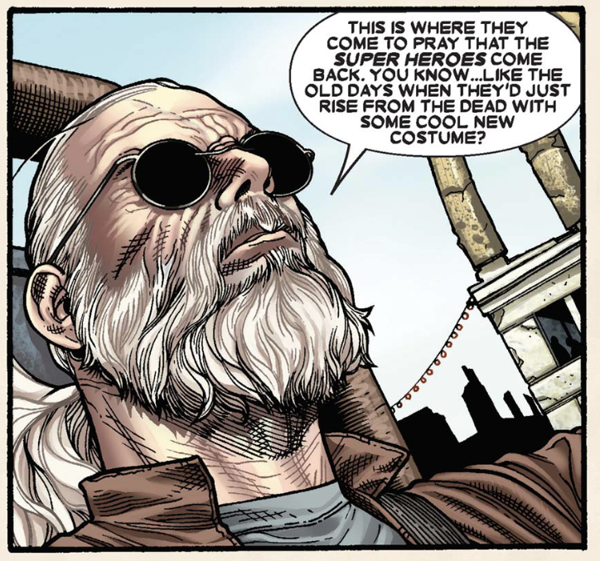 THIS IS WHERE THEY
COME TO PRAY THAT THE
SUPER HEROES COME
BACK. YOU KNOW...LIKE THE
OLD DAYS WHEN THEY'D JUST
RISE FROM THE DEAD WITH
SOME COOL NEW
COSTUME?